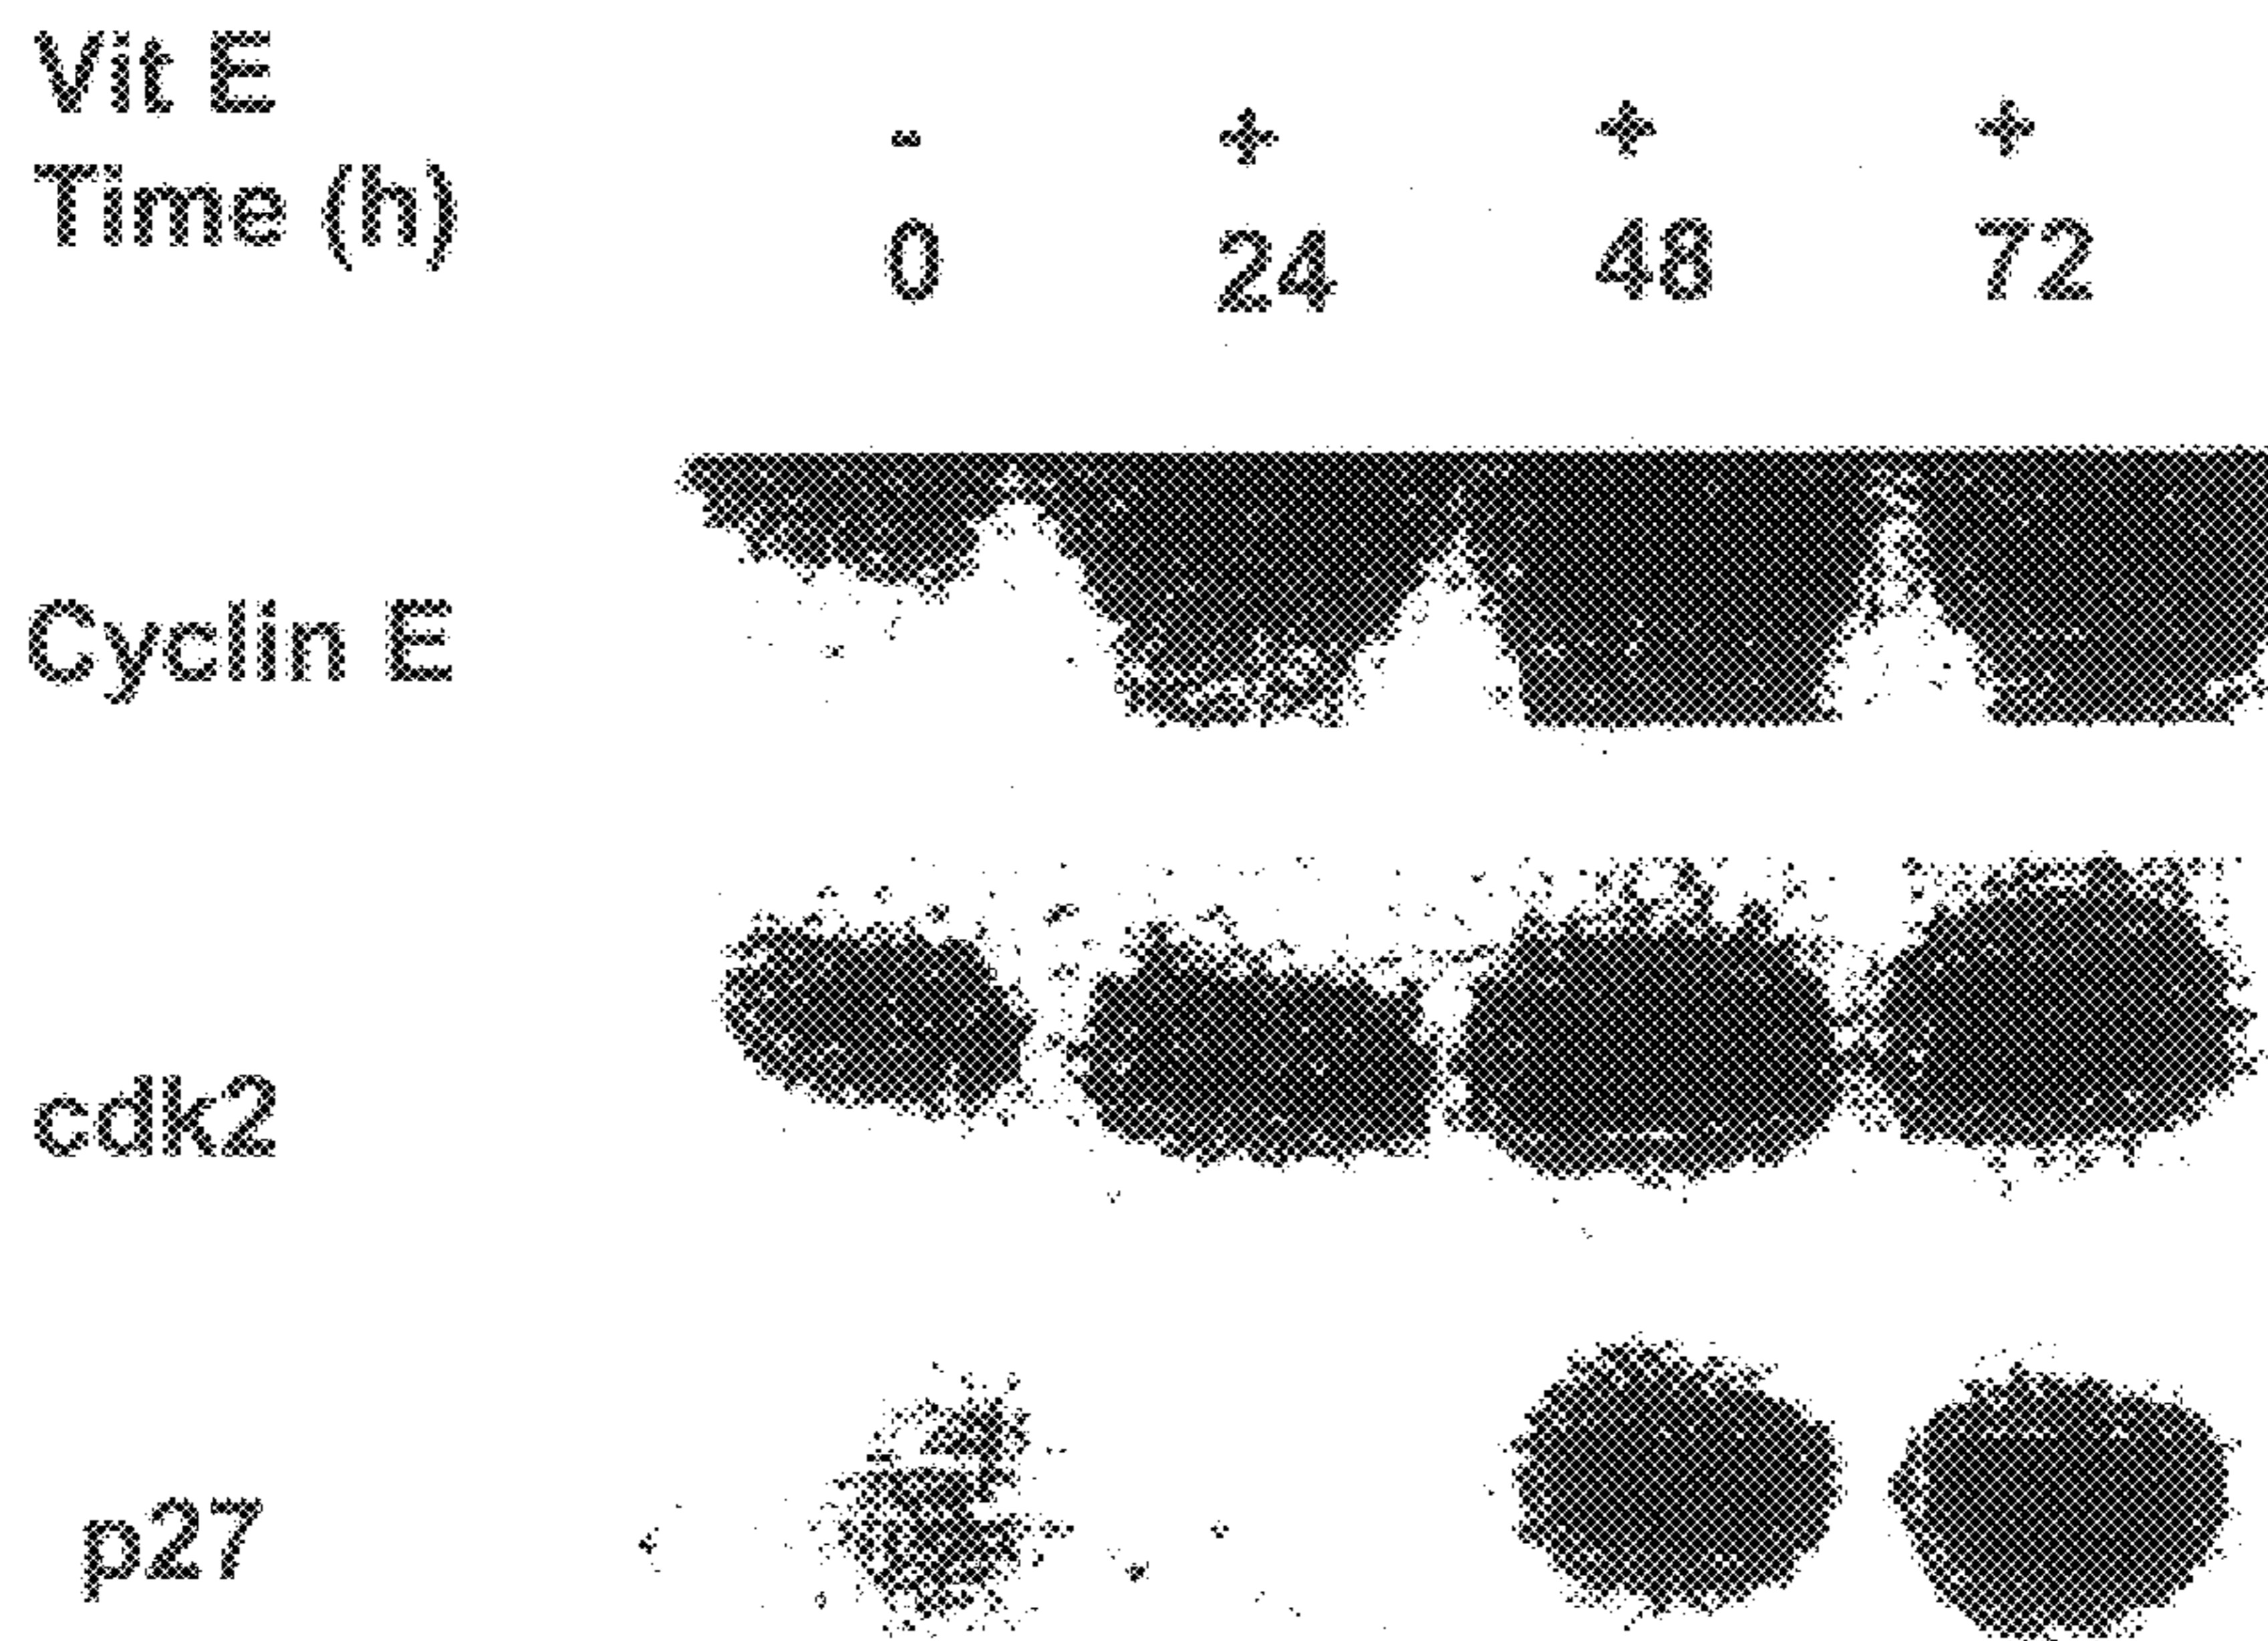 Vit E - + + +
Time (h) 0 24 48 72
Cyclin E
cdk2
p27